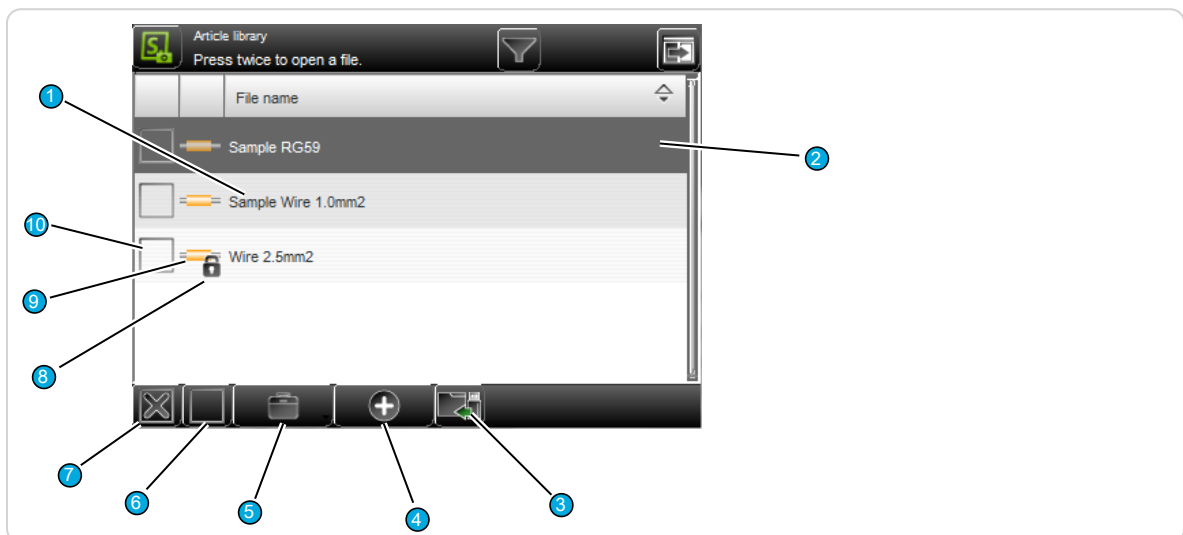 Article library
Press twice to open a file.
File name
1
Sample RG59
2
Sample Wire 1.0mm2
10
Wire 2.5mm2
9
8
7
6
5
4
3